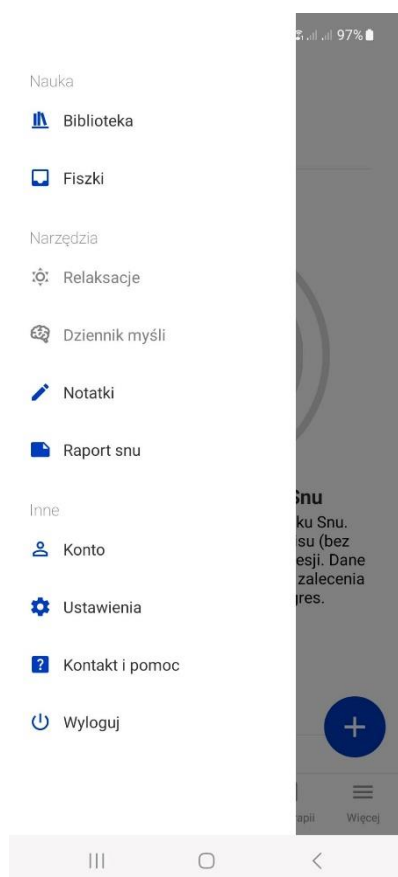 97%
Nauka
Biblioteka
Fiszki
Narzędzia
Relaksacje
Dziennik myśli
Notatki
Raport snu
Inne
Konto
Ustawienia
Kontakt i pomoc
Wyloguj
Snu
ku Snu.
su (bez
esji. Dane
zalecenia
gres.
apii
Więcej